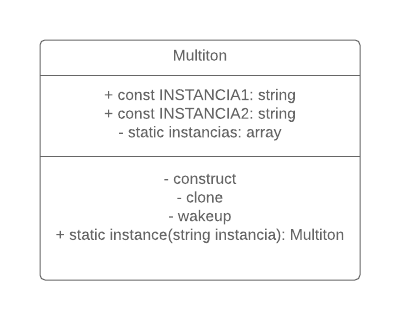 Multiton
+ const INSTANCIA1: string
+ const INSTANCIA2: string
- static instancias: array
- construct
- clone
- wakeup
+ static instance(string instancia): Multiton